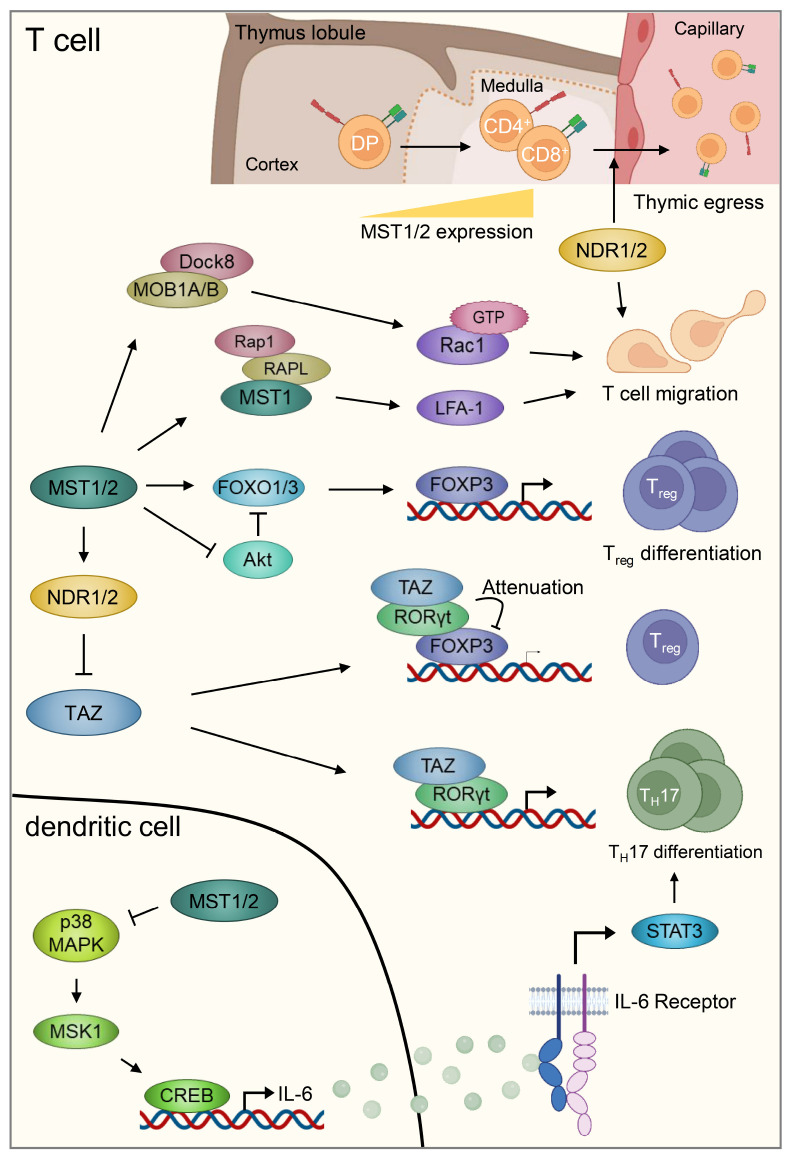 T cell
Thymus lobule
Capillary
Medulla
CD4⁺
DP
CD8⁺
Cortex
Thymic egress
MST1/2 expression
NDR1/2
Dock8
MOB1A/B
GTP
Rap1
Rac1
RAPL
T cell migration
MST1
LFA-1
MST1/2
FOXO1/3
FOXP3
Treg
Akt
Treg differentiation
NDR1/2
TAZ
Attenuation
RORγt
FOXP3
Treg
TAZ
TAZ
RORγt
TH17
dendritic cell
TH17 differentiation
MST1/2
p38
MAPK
STAT3
IL-6 Receptor
MSK1
CREB
IL-6